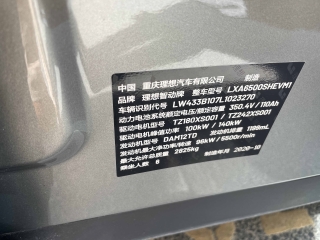 中国 重庆理想汽车有限公司 制造
品牌 理想智动牌 整车型号 LXA6500SHEVM1
车辆识别代号 LW433B107L1023270
动力电池系统额定电压/额定容量 350.4V/110Ah
驱动电机型号 TZ180XS001 / TZ242XS001
驱动电机峰值功率 100kW / 140kW
发动机型号 DAM12TD 发动机排量 1199mL
发动机最大净功率/转速 96kW/5500r/min
最大允许总质量 2825kg
乘坐人数 6 制造年月 2020-10